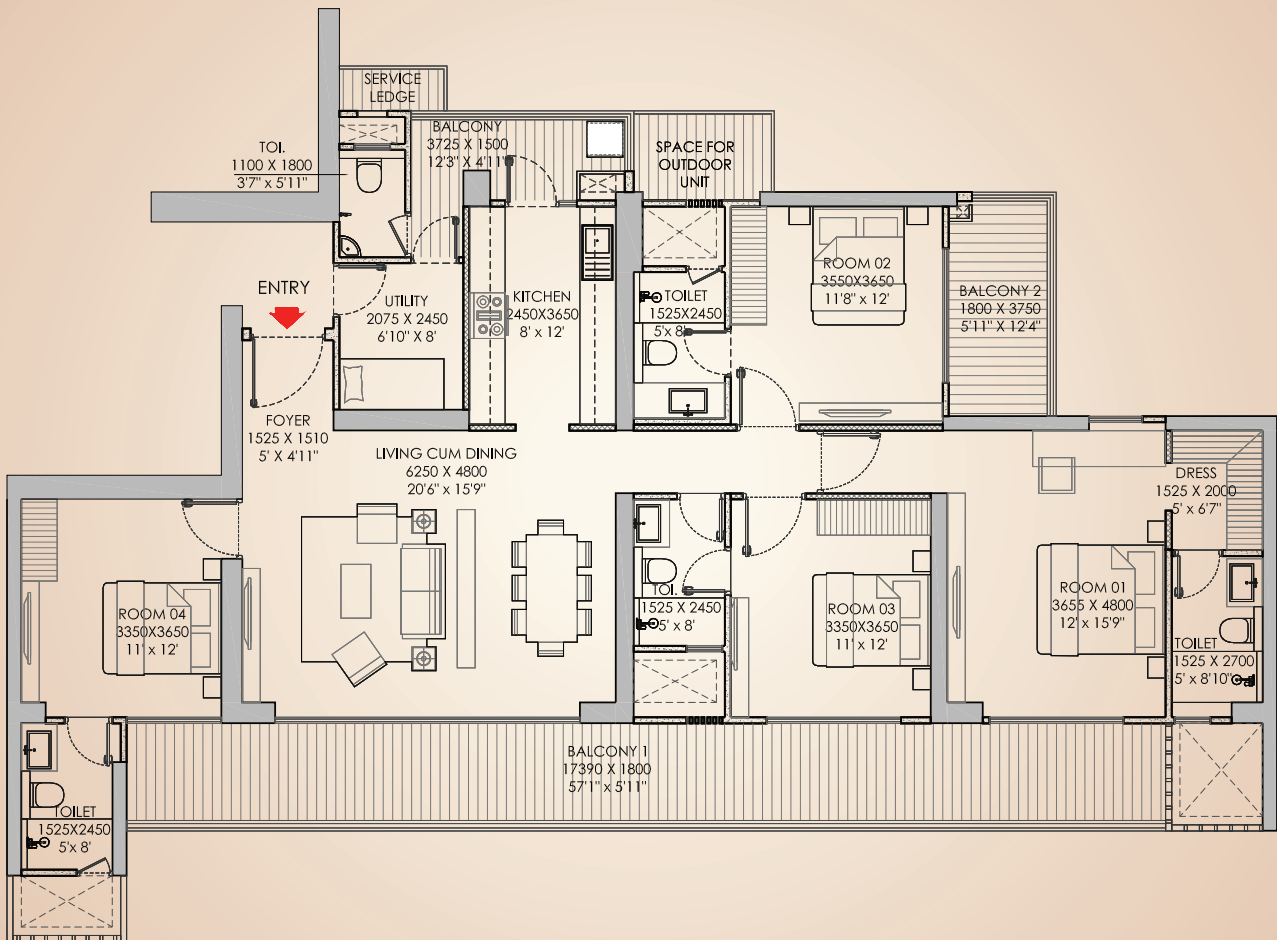 SERVICE
LEDGE
TOI.
1100 X 1800
3'7" x 5'11"
BALCONY
3725 X 1500
12'3" X 4'11"
SPACE FOR
OUTDOOR
UNIT
ENTRY
UTILITY
2075 X 2450
6'10" X 8'
KITCHEN
2450X3650
8' x 12'
TOILET
1525X2450
5'x 8'
ROOM 02
3550X3650
11'8" x 12'
BALCONY 2
1800 X 3750
5'11" X 12'4"
FOYER
1525 X 1510
5' X 4'11"
LIVING CUM DINING
6250 X 4800
20'6" x 15'9"
DRESS
1525 X 2000
5' x 6'7"
ROOM 04
3350X3650
11' x 12'
TOI.
1525 X 2450
5' x 8'
ROOM 03
3350X3650
11' x 12'
ROOM 01
3655 X 4800
12' x 15'9"
TOILET
1525 X 2700
5' x 8'10"
BALCONY 1
17390 X 1800
57'1" x 5'11"
TOILET
1525X2450
5'x 8'